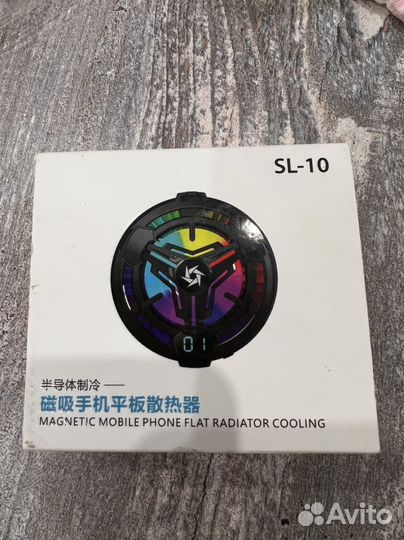 SL-10
01
半导体制冷 —
磁吸手机平板散热器
MAGNETIC MOBILE PHONE FLAT RADIATOR COOLING
Avito